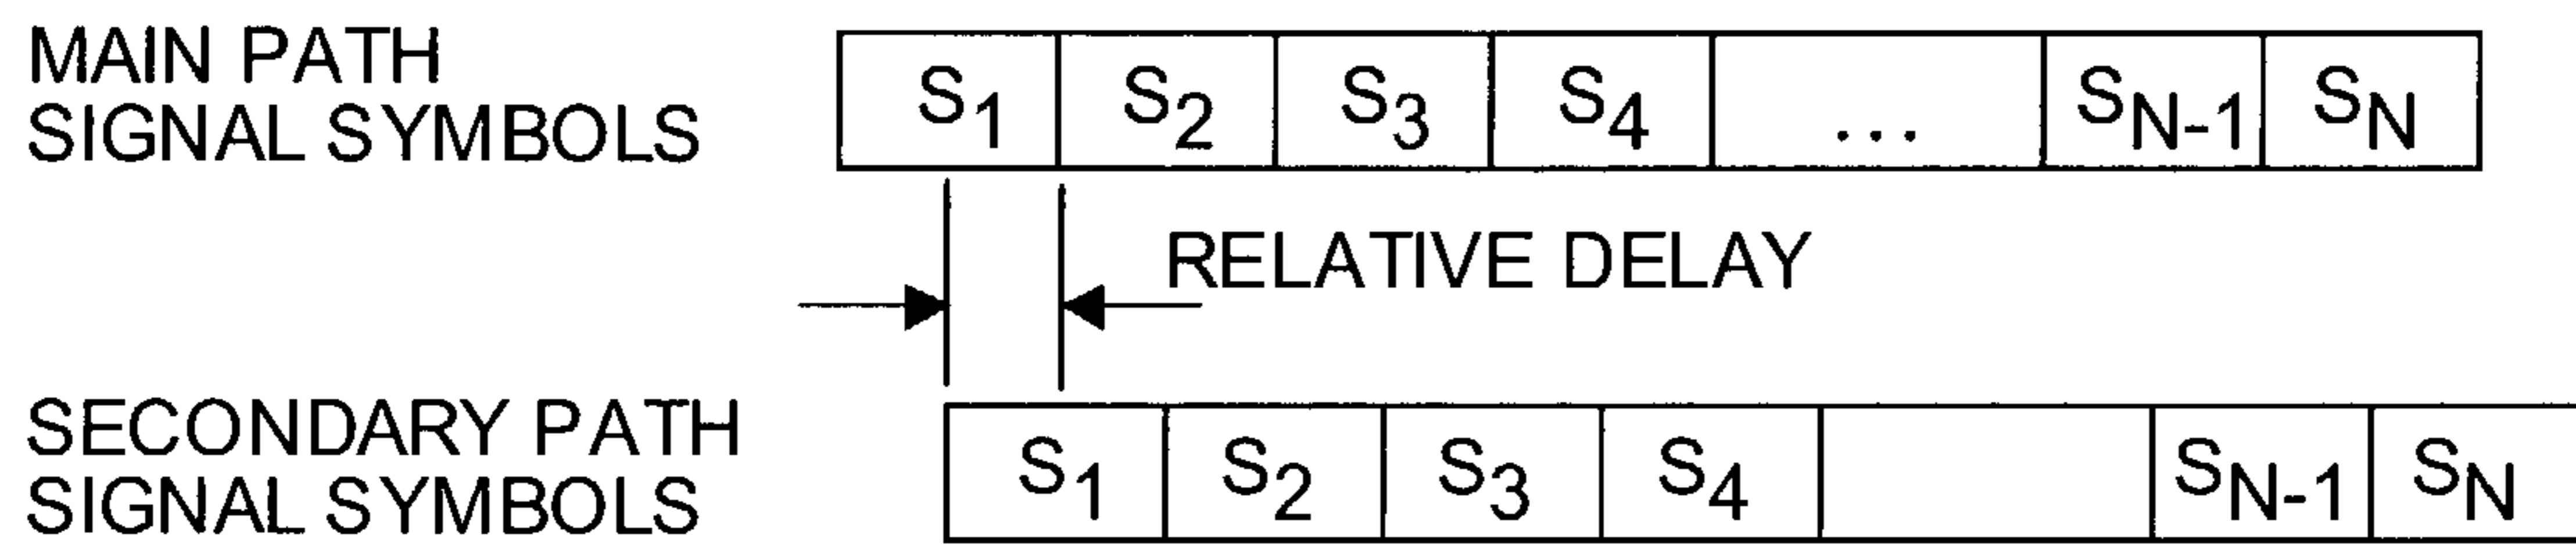 MAIN PATH
SIGNAL SYMBOLS
S1 S2 S3 S4 ... SN-1 SN
RELATIVE DELAY
SECONDARY PATH
SIGNAL SYMBOLS
S1 S2 S3 S4 SN-1 SN